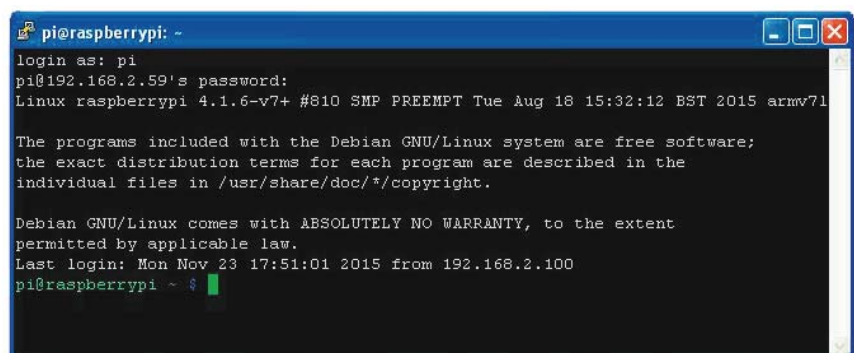 pi@raspberrypi: ~
login as: pi
pi@192.168.2.59's password:
Linux raspberrypi 4.1.6-v7+ #810 SMP PREEMPT Tue Aug 18 15:32:12 BST 2015 armv7l
The programs included with the Debian GNU/Linux system are free software;
the exact distribution terms for each program are described in the
individual files in /usr/share/doc/*/copyright.
Debian GNU/Linux comes with ABSOLUTELY NO WARRANTY, to the extent
permitted by applicable law.
Last login: Mon Nov 23 17:51:01 2015 from 192.168.2.100
pi@raspberrypi ~ $